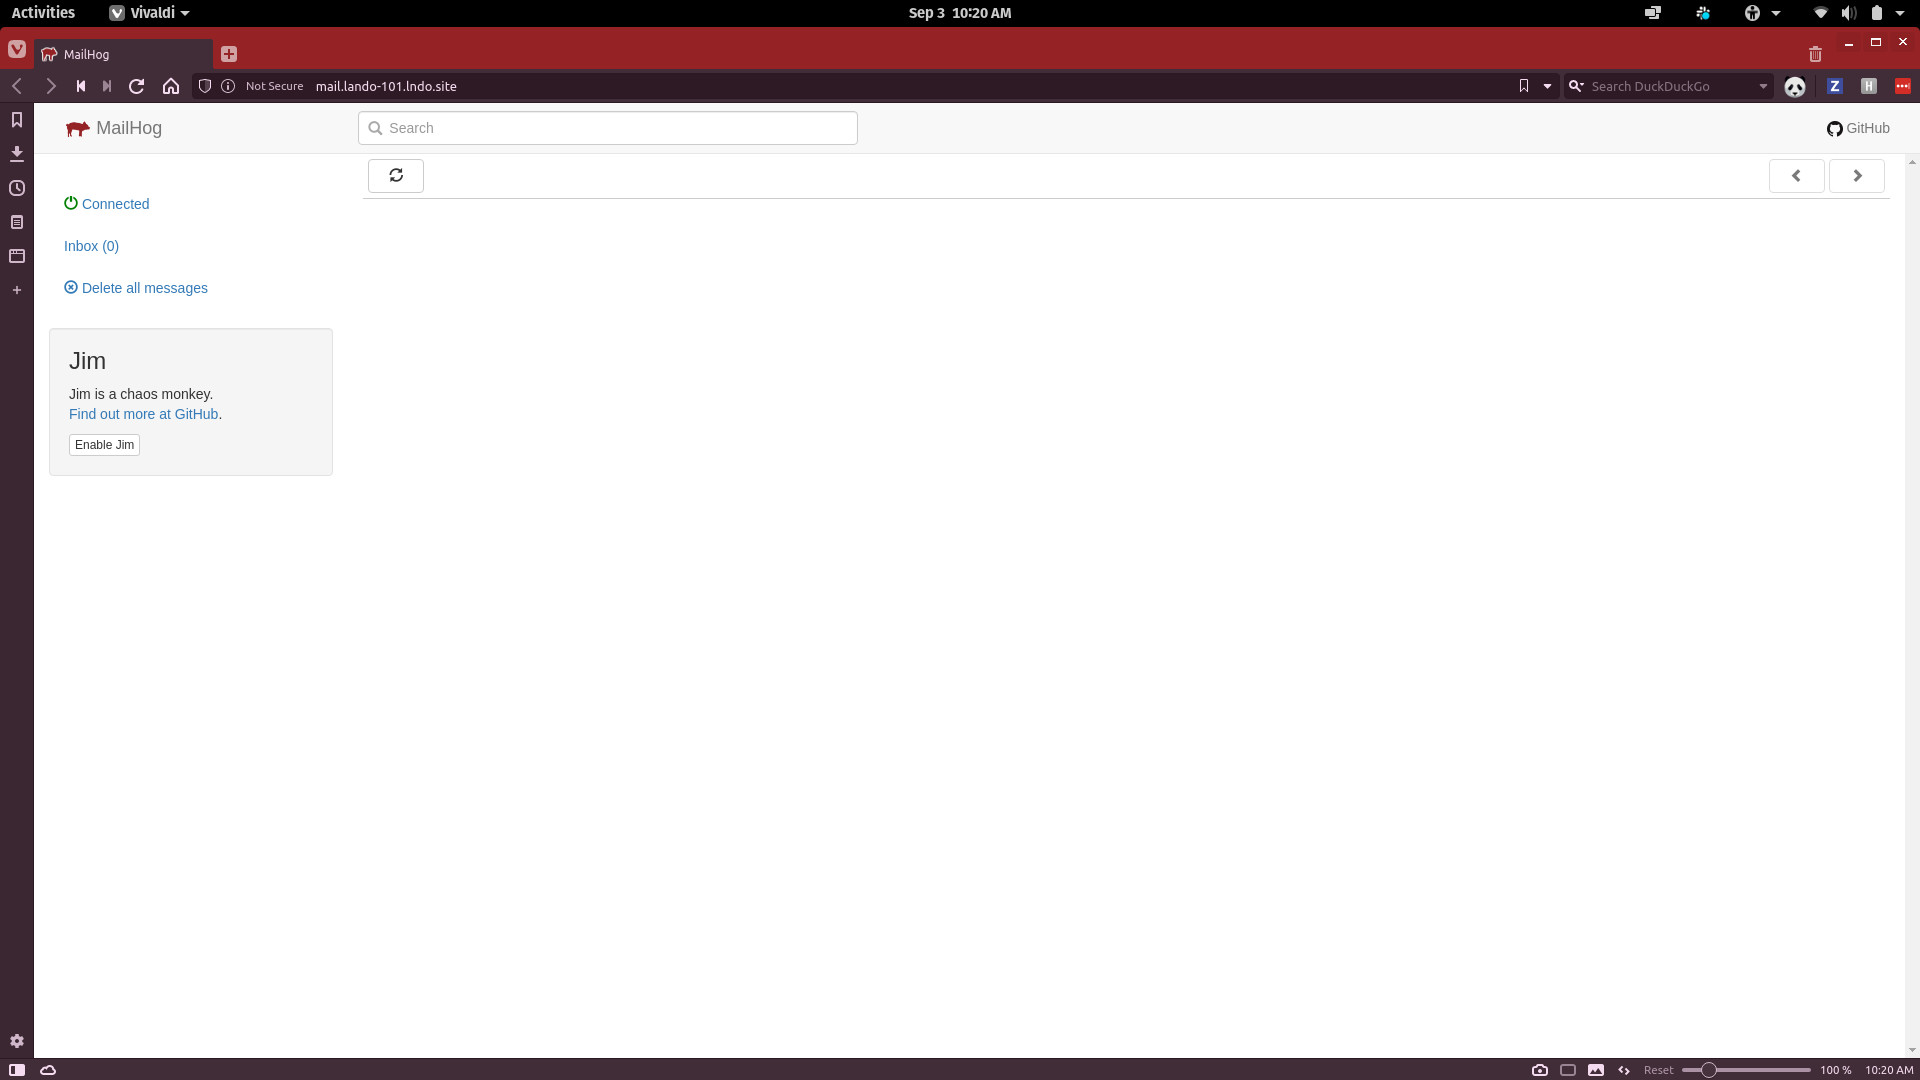 Activities Vivaldi Sep 3 10:20 AM
MailHog
Not Secure mail.lando-101.lndo.site Search DuckDuckGo Z H
MailHog Search GitHub
Connected
Inbox (0)
Delete all messages
Jim
Jim is a chaos monkey.
Find out more at GitHub.
Enable Jim
Reset 100 % 10:20 AM